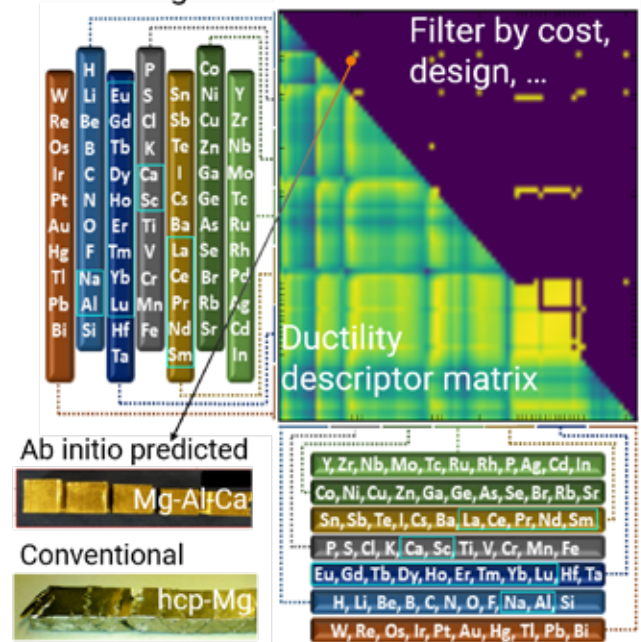 Filter by cost,
design, ...
W
Re
Os
Ir
Pt
Au
Hg
Tl
Pb
Bi
H
Li
Be
B
C
N
O
F
Na
Al
Si
Eu
Gd
Tb
Dy
Ho
Er
Tm
Yb
Lu
Hf
Ta
P
S
Cl
K
Ca
Sc
Ti
V
Cr
Mn
Fe
Sn
Sb
Te
I
Cs
Ba
La
Ce
Pr
Nd
Sm
Co
Ni
Cu
Zn
Ga
Ge
As
Se
Br
Rb
Sr
Y
Zr
Nb
Mo
Tc
Ru
Rh
Pd
Ag
Cd
In
Ductility
descriptor matrix
Ab initio predicted
Mg-Al-Ca
Conventional
hcp-Mg
Y, Zr, Nb, Mo, Tc, Ru, Rh, P, Ag, Cd, In
Co, Ni, Cu, Zn, Ga, Ge, As, Se, Br, Rb, Sr
Sn, Sb, Te, I, Cs, Ba, La, Ce, Pr, Nd, Sm
P, S, Cl, K, Ca, Sc, Ti, V, Cr, Mn, Fe
Eu, Gd, Tb, Dy, Ho, Er, Tm, Yb, Lu, Hf, Ta
H, Li, Be, B, C, N, O, F, Na, Al, Si
W, Re, Os, Ir, Pt, Au, Hg, Tl, Pb, Bi